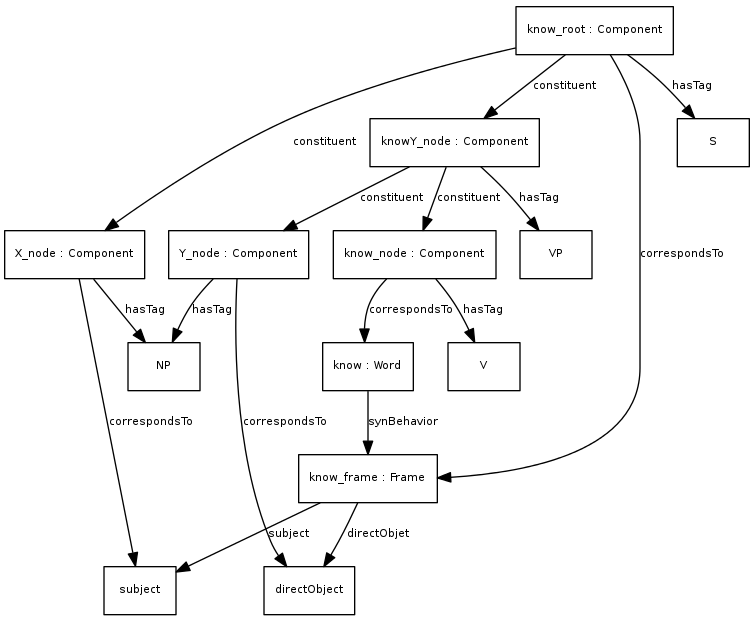 know_root : Component
constituent
hasTag
constituent
knowY_node : Component
S
constituent
constituent
hasTag
X_node : Component
Y_node : Component
know_node : Component
VP
correspondsTo
hasTag
hasTag
correspondsTo
hasTag
NP
know : Word
V
correspondsTo
correspondsTo
synBehavior
know_frame : Frame
subject
directObjet
subject
directObject